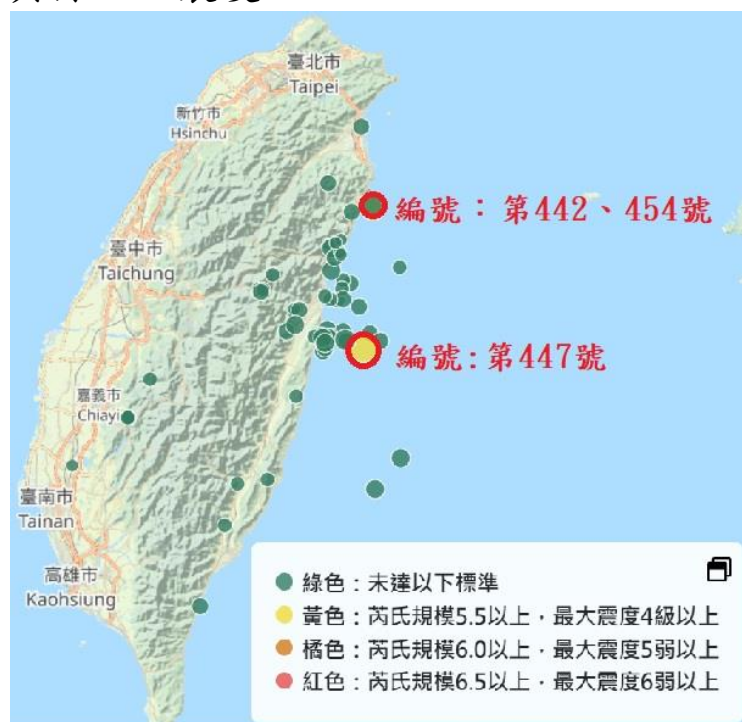 臺北市
Taipei
新竹市
Hsinchu
編號：第442、454號
臺中市
Taichung
編號:第447號
嘉義市
Chiayi
臺南市
Tainan
高雄市
Kaohsiung
綠色：未達以下標準
黃色：芮氏規模5.5以上，最大震度4級以上
橘色：芮氏規模6.0以上，最大震度5弱以上
紅色：芮氏規模6.5以上，最大震度6弱以上